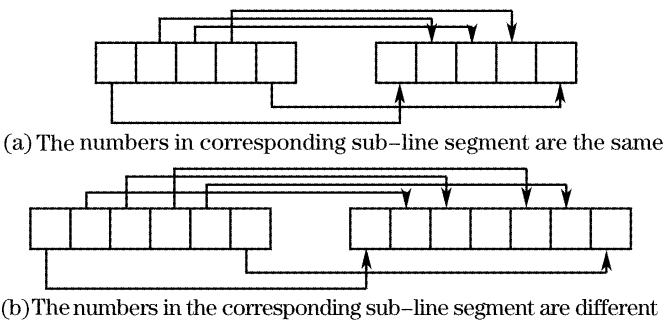 (a) The numbers in corresponding sub-line segment are the same
(b) The numbers in the corresponding sub-line segment are different